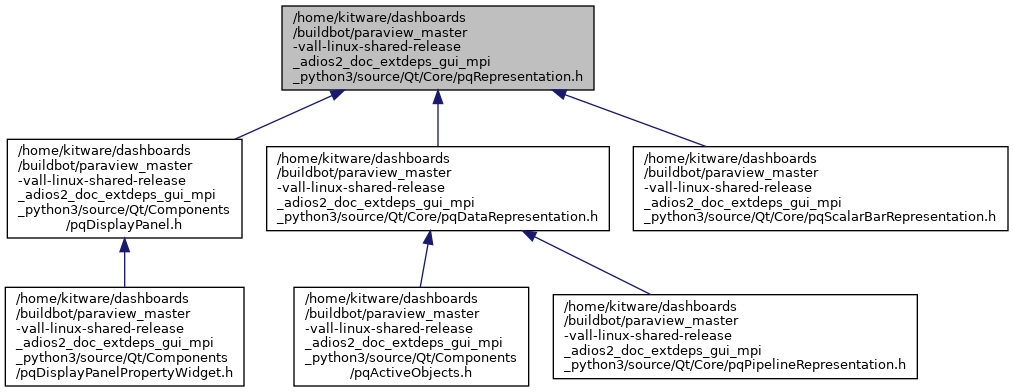 /home/kitware/dashboards
/buildbot/paraview_master
-vall-linux-shared-release
_adios2_doc_extdeps_gui_mpi
_python3/source/Qt/Core/pqRepresentation.h
/home/kitware/dashboards
/buildbot/paraview_master
-vall-linux-shared-release
_adios2_doc_extdeps_gui_mpi
_python3/source/Qt/Components
/pqDisplayPanel.h
/home/kitware/dashboards
/buildbot/paraview_master
-vall-linux-shared-release
_adios2_doc_extdeps_gui_mpi
_python3/source/Qt/Core/pqDataRepresentation.h
/home/kitware/dashboards
/buildbot/paraview_master
-vall-linux-shared-release
_adios2_doc_extdeps_gui_mpi
_python3/source/Qt/Core/pqScalarBarRepresentation.h
/home/kitware/dashboards
/buildbot/paraview_master
-vall-linux-shared-release
_adios2_doc_extdeps_gui_mpi
_python3/source/Qt/Components
/pqDisplayPanelPropertyWidget.h
/home/kitware/dashboards
/buildbot/paraview_master
-vall-linux-shared-release
_adios2_doc_extdeps_gui_mpi
_python3/source/Qt/Components
/pqActiveObjects.h
/home/kitware/dashboards
/buildbot/paraview_master
-vall-linux-shared-release
_adios2_doc_extdeps_gui_mpi
_python3/source/Qt/Core/pqPipelineRepresentation.h